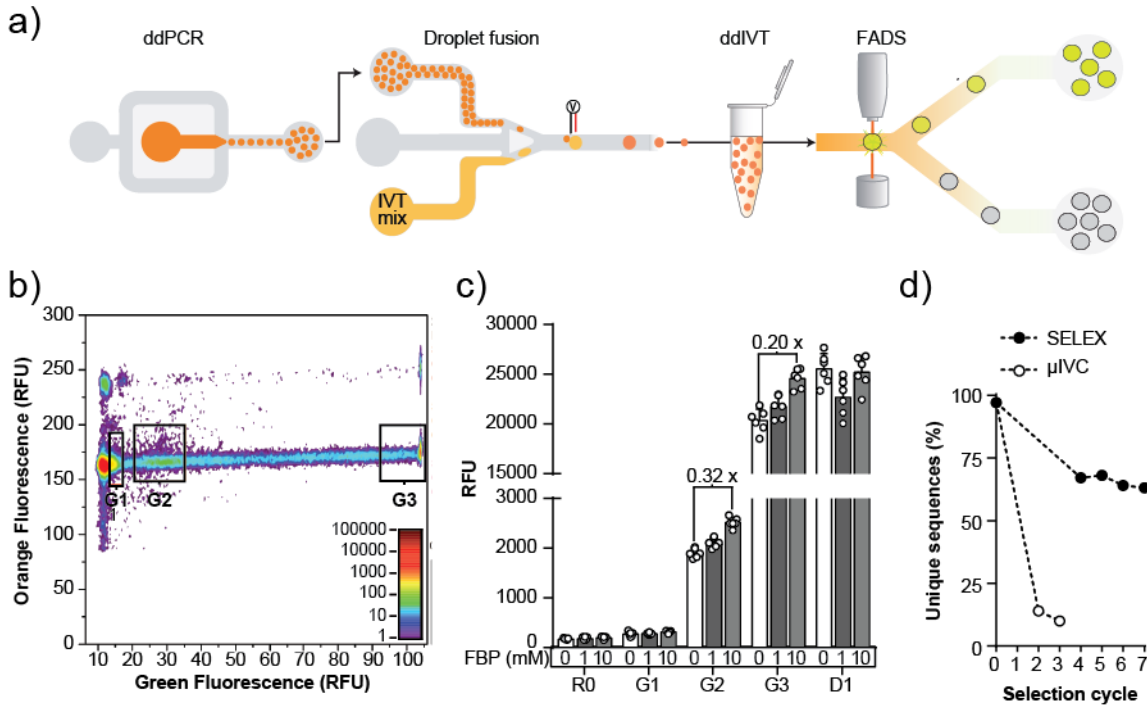 a)
ddPCR
Droplet fusion
ddIVT
FADS
V
IVT
mix
b)
c)
d)
300
250
200
150
100
50
0
Orange Fluorescence (RFU)
G1
G2
G3
100000
10000
1000
100
10
1
10 20 30 40 50 60 70 80 90 100
Green Fluorescence (RFU)
30000
25000
20000
15000
3000
2000
1000
0
RFU
0.32 x
0.20 x
FBP (mM) 0 1 10 0 1 10 0 1 10 0 1 10 0 1 10
R0 G1 G2 G3 D1
SELEX
µIVC
100
75
50
25
0
Unique sequences (%)
0 1 2 3 4 5 6 7
Selection cycle